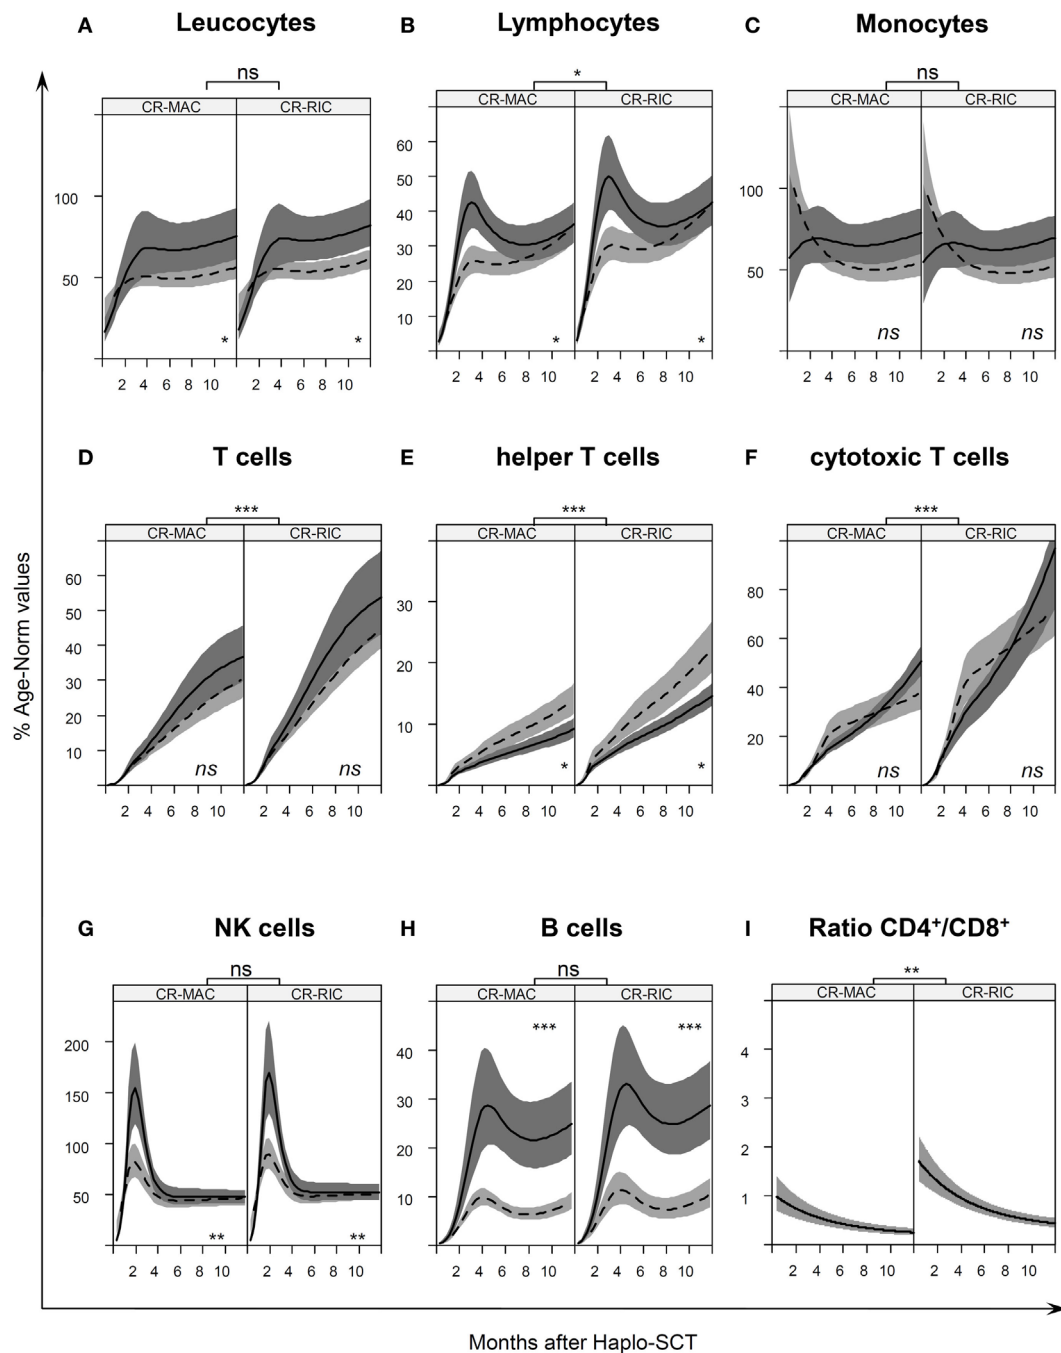 A Leucocytes
ns
CR-MAC CR-RIC
100
50
*
*
2 4 6 8 10 2 4 6 8 10
B Lymphocytes
*
CR-MAC CR-RIC
60
50
40
30
20
10
*
*
2 4 6 8 10 2 4 6 8 10
C Monocytes
ns
CR-MAC CR-RIC
100
50
ns
ns
2 4 6 8 10 2 4 6 8 10
D T cells
***
CR-MAC CR-RIC
60
50
40
30
20
10
ns
ns
2 4 6 8 10 2 4 6 8 10
E helper T cells
***
CR-MAC CR-RIC
30
20
10
*
*
2 4 6 8 10 2 4 6 8 10
F cytotoxic T cells
***
CR-MAC CR-RIC
80
60
40
20
ns
ns
2 4 6 8 10 2 4 6 8 10
G NK cells
ns
CR-MAC CR-RIC
200
150
100
50
**
**
2 4 6 8 10 2 4 6 8 10
H B cells
ns
CR-MAC CR-RIC
***
***
40
30
20
10
0
2 4 6 8 10 2 4 6 8 10
I Ratio CD4⁺/CD8⁺
**
CR-MAC CR-RIC
4
3
2
1
0
2 4 6 8 10 2 4 6 8 10
% Age-Norm values
Months after Haplo-SCT